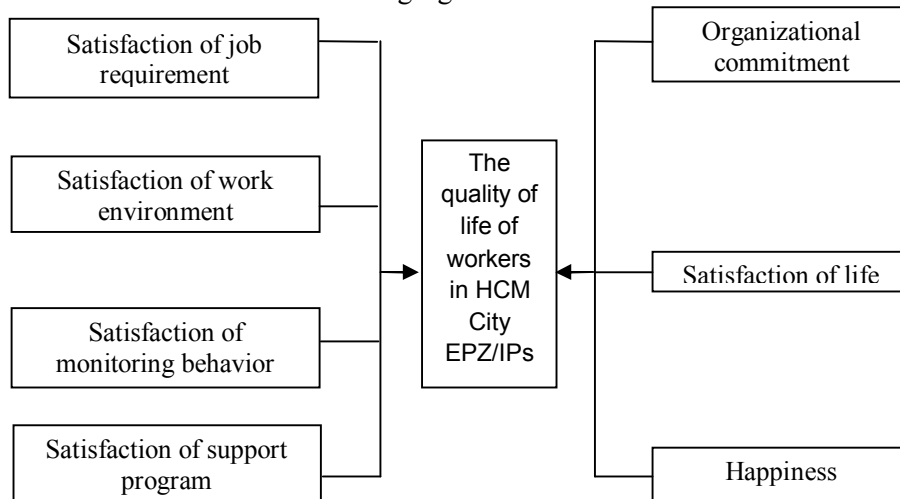 Satisfaction of job
requirement
Satisfaction of work
environment
Satisfaction of
monitoring behavior
Satisfaction of support
program
The
quality of
life of
workers
in HCM
City
EPZ/IPs
Organizational
commitment
Satisfaction of life
Happiness